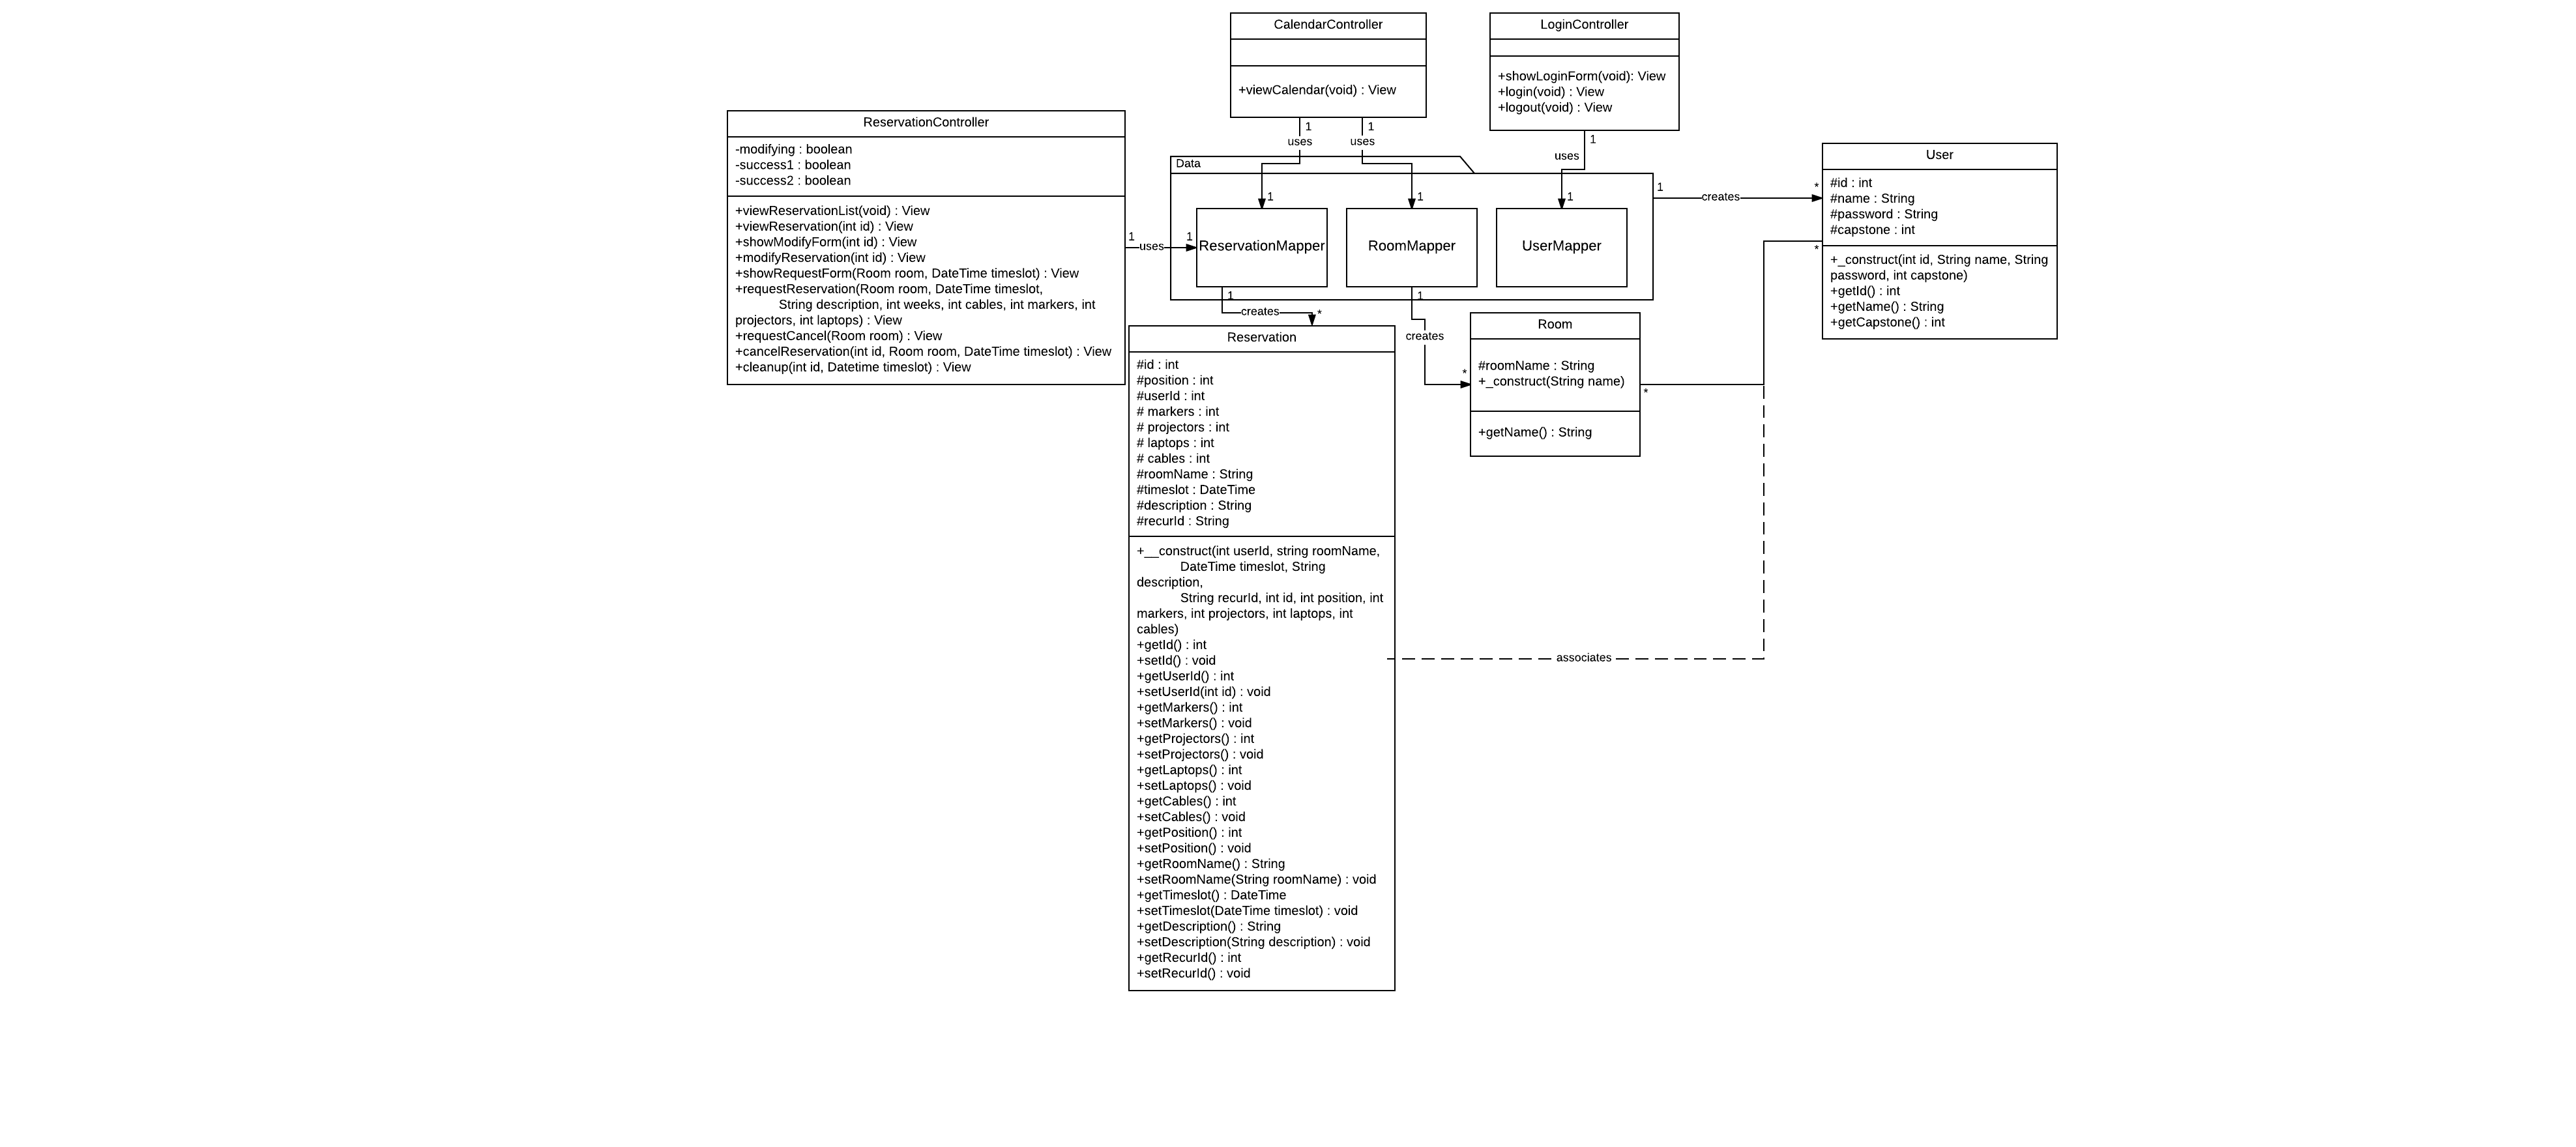 CalendarController
+viewCalendar(void) : View
LoginController
+showLoginForm(void): View
+login(void) : View
+logout(void) : View
ReservationController
-modifying : boolean
-success1 : boolean
-success2 : boolean
+viewReservationList(void) : View
+viewReservation(int id) : View
+showModifyForm(int id) : View
+modifyReservation(int id) : View
+showRequestForm(Room room, DateTime timeslot) : View
+requestReservation(Room room, DateTime timeslot,
String description, int weeks, int cables, int markers, int
projectors, int laptops) : View
+requestCancel(Room room) : View
+cancelReservation(int id, Room room, DateTime timeslot) : View
+cleanup(int id, Datetime timeslot) : View
1
uses
1
1
uses
1
1
uses
1
1
uses
1
Data
ReservationMapper
RoomMapper
UserMapper
1
creates
*
User
#id : int
#name : String
#password : String
#capstone : int
+_construct(int id, String name, String
password, int capstone)
+getId() : int
+getName() : String
+getCapstone() : int
*
1
creates
*
1
creates
*
Room
#roomName : String
+_construct(String name)
+getName() : String
*
Reservation
#id : int
#position : int
#userId : int
# markers : int
# projectors : int
# laptops : int
# cables : int
#roomName : String
#timeslot : DateTime
#description : String
#recurId : String
+__construct(int userId, string roomName,
DateTime timeslot, String
description,
String recurId, int id, int position, int
markers, int projectors, int laptops, int
cables)
+getId() : int
+setId() : void
+getUserId() : int
+setUserId(int id) : void
+getMarkers() : int
+setMarkers() : void
+getProjectors() : int
+setProjectors() : void
+getLaptops() : int
+setLaptops() : void
+getCables() : int
+setCables() : void
+getPosition() : int
+setPosition() : void
+getRoomName() : String
+setRoomName(String roomName) : void
+getTimeslot() : DateTime
+setTimeslot(DateTime timeslot) : void
+getDescription() : String
+setDescription(String description) : void
+getRecurId() : int
+setRecurId() : void
associates